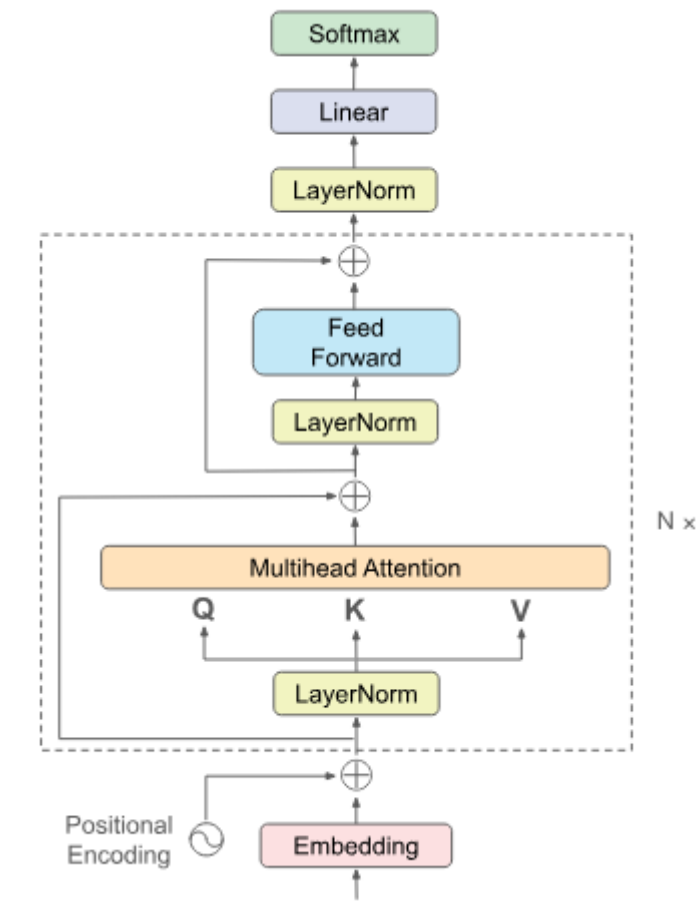 Softmax
Linear
LayerNorm
Feed
Forward
LayerNorm
N ×
Multihead Attention
Q K V
LayerNorm
Positional
Encoding
Embedding